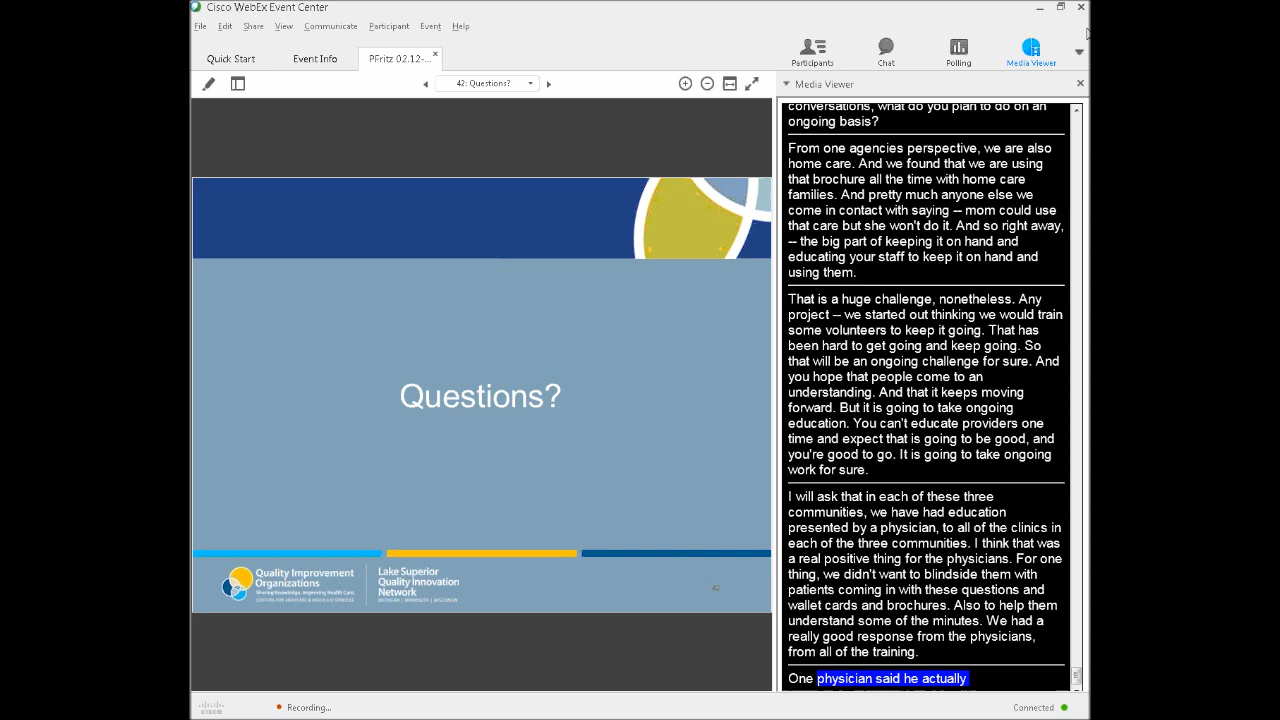 Cisco WebEx Event Center
File Edit Share View Communicate Participant Event Help
Quick Start Event Info PFritz 02.12-...
Participants Chat Polling Media Viewer
42: Questions?
Media Viewer
Questions?
Quality Improvement
Organizations
Sharing Knowledge. Improving Health Care.
CENTERS FOR MEDICARE & MEDICAID SERVICES
Lake Superior
Quality Innovation
Network
MICHIGAN | MINNESOTA | WISCONSIN
42
conversations, what do you plan to do on an
ongoing basis?
From one agencies perspective, we are also
home care. And we found that we are using
that brochure all the time with home care
families. And pretty much anyone else we
come in contact with saying -- mom could use
that care but she won't do it. And so right away,
-- the big part of keeping it on hand and
educating your staff to keep it on hand and
using them.
That is a huge challenge, nonetheless. Any
project -- we started out thinking we would train
some volunteers to keep it going. That has
been hard to get going and keep going. So
that will be an ongoing challenge for sure. And
you hope that people come to an
understanding. And that it keeps moving
forward. But it is going to take ongoing
education. You can't educate providers one
time and expect that is going to be good, and
you're good to go. It is going to take ongoing
work for sure.
I will ask that in each of these three
communities, we have had education
presented by a physician, to all of the clinics in
each of the three communities. I think that was
a real positive thing for the physicians. For one
thing, we didn't want to blindside them with
patients coming in with these questions and
wallet cards and brochures. Also to help them
understand some of the minutes. We had a
really good response from the physicians,
from all of the training.
One physician said he actually
cisco
Recording...
Connected